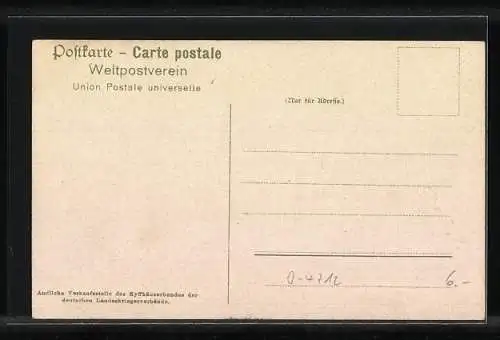 Postkarte – Carte postale
Weltpostverein
Union Postale universelle
(Nur für Adresse.)
D-4712
6.-
Amtliche Verkaufsstelle des Kyffhäuserbundes der
deutschen Landeskriegerverbände.